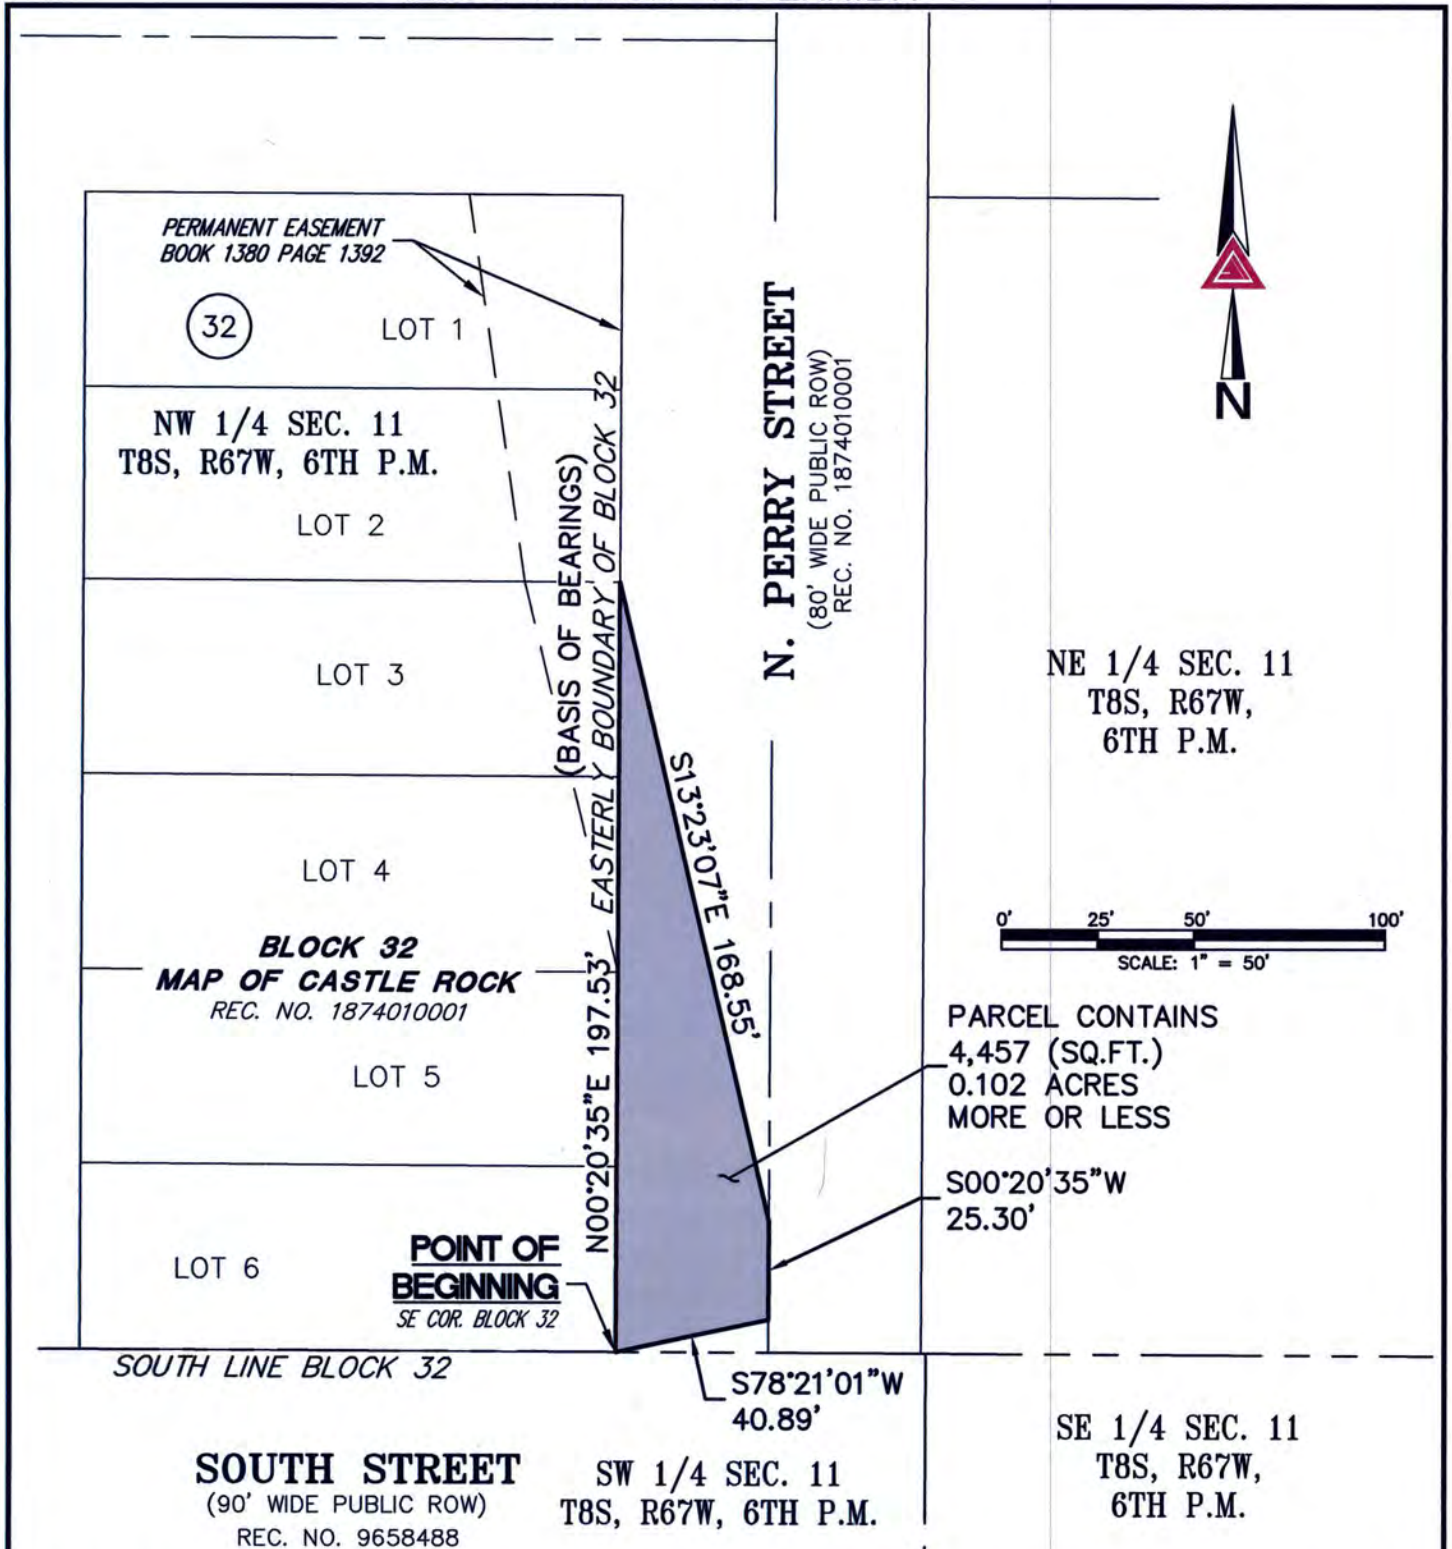 PERMANENT EASEMENT
BOOK 1380 PAGE 1392
32
LOT 1
NW 1/4 SEC. 11
T8S, R67W, 6TH P.M.
LOT 2
LOT 3
LOT 4
BLOCK 32
MAP OF CASTLE ROCK
REC. NO. 1874010001
LOT 5
LOT 6
(BASIS OF BEARINGS)
EASTERLY BOUNDARY OF BLOCK 32
N00°20'35"E 197.53'
S13°23'07"E 168.55'
N. PERRY STREET
(80' WIDE PUBLIC ROW)
REC. NO. 1874010001
N
NE 1/4 SEC. 11
T8S, R67W,
6TH P.M.
0' 25' 50' 100'
SCALE: 1" = 50'
PARCEL CONTAINS
4,457 (SQ.FT.)
0.102 ACRES
MORE OR LESS
S00°20'35"W
25.30'
POINT OF
BEGINNING
SE COR. BLOCK 32
SOUTH LINE BLOCK 32
S78°21'01"W
40.89'
SOUTH STREET
(90' WIDE PUBLIC ROW)
REC. NO. 9658488
SW 1/4 SEC. 11
T8S, R67W, 6TH P.M.
SE 1/4 SEC. 11
T8S, R67W,
6TH P.M.